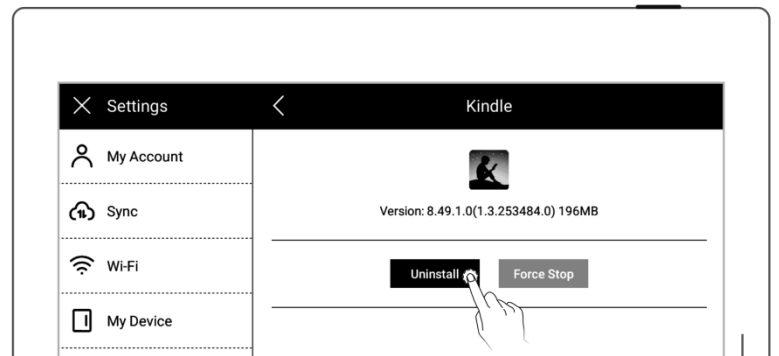 Settings
Kindle
My Account
Sync
Wi-Fi
My Device
Version: 8.49.1.0(1.3.253484.0) 196MB
Uninstall
Force Stop